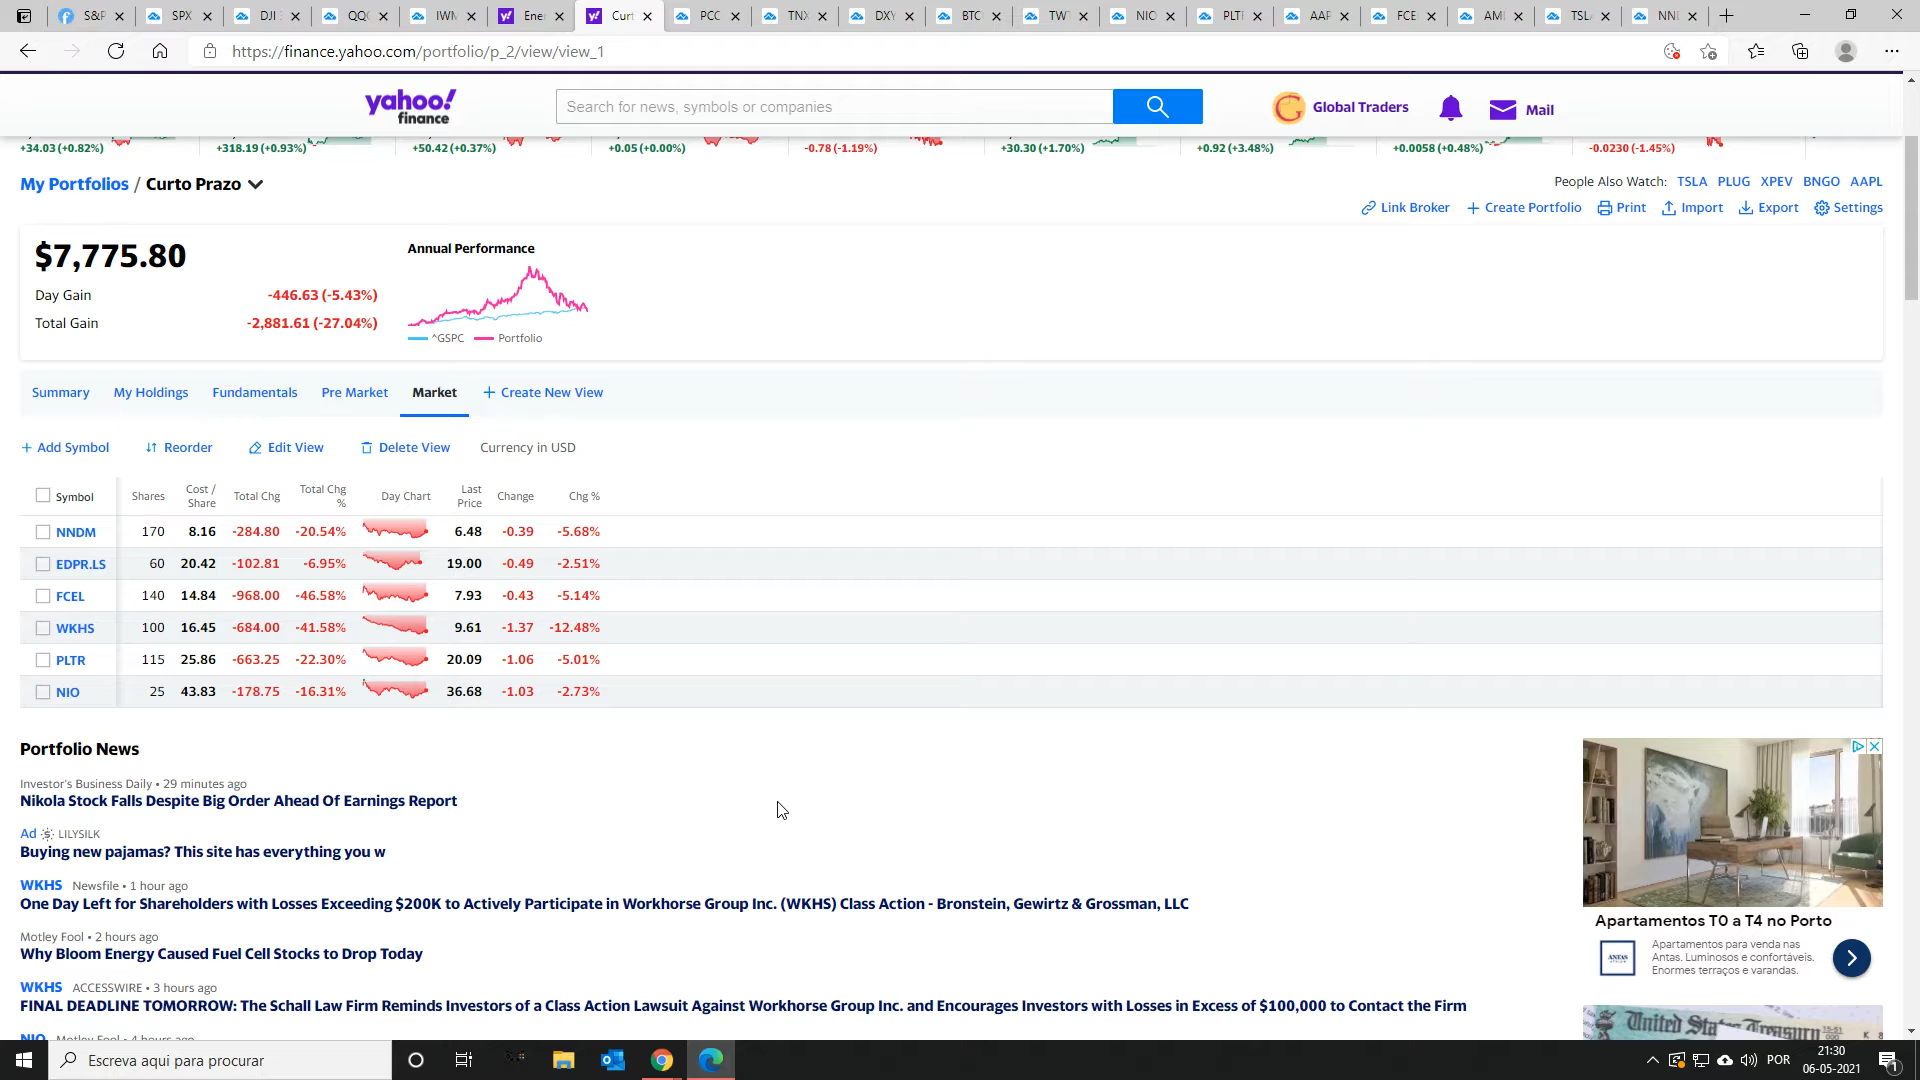 S&P SPX DJI QQQ IWM Ene Curt PCC TNX DXY BTC TWT NIO PLTR AAP FCE AMI TSL NNI
https://finance.yahoo.com/portfolio/p_2/view/view_1
yahoo! finance
Search for news, symbols or companies
Global Traders
Mail
+34.03 (+0.82%) +318.19 (+0.93%) +50.42 (+0.37%) +0.05 (+0.00%) -0.78 (-1.19%) +30.30 (+1.70%) +0.92 (+3.48%) +0.0058 (+0.48%) -0.0230 (-1.45%)
My Portfolios / Curto Prazo
People Also Watch: TSLA PLUG XPEV BNGO AAPL
Link Broker + Create Portfolio Print Import Export Settings
$7,775.80
Annual Performance
Day Gain -446.63 (-5.43%)
Total Gain -2,881.61 (-27.04%)
^GSPC Portfolio
Summary My Holdings Fundamentals Pre Market Market + Create New View
+ Add Symbol Reorder Edit View Delete View Currency in USD
Symbol Shares Cost / Share Total Chg Total Chg % Day Chart Last Price Change Chg %
NNDM 170 8.16 -284.80 -20.54% 6.48 -0.39 -5.68%
EDPR.LS 60 20.42 -102.81 -6.95% 19.00 -0.49 -2.51%
FCEL 140 14.84 -968.00 -46.58% 7.93 -0.43 -5.14%
WKHS 100 16.45 -684.00 -41.58% 9.61 -1.37 -12.48%
PLTR 115 25.86 -663.25 -22.30% 20.09 -1.06 -5.01%
NIO 25 43.83 -178.75 -16.31% 36.68 -1.03 -2.73%
Portfolio News
Investor's Business Daily • 29 minutes ago
Nikola Stock Falls Despite Big Order Ahead Of Earnings Report
Ad LILYSILK
Buying new pajamas? This site has everything you w
WKHS Newsfile • 1 hour ago
One Day Left for Shareholders with Losses Exceeding $200K to Actively Participate in Workhorse Group Inc. (WKHS) Class Action - Bronstein, Gewirtz & Grossman, LLC
Motley Fool • 2 hours ago
Why Bloom Energy Caused Fuel Cell Stocks to Drop Today
WKHS ACCESSWIRE • 3 hours ago
FINAL DEADLINE TOMORROW: The Schall Law Firm Reminds Investors of a Class Action Lawsuit Against Workhorse Group Inc. and Encourages Investors with Losses in Excess of $100,000 to Contact the Firm
NIO Motley Fool • 4 hours ago
Apartamentos T0 a T4 no Porto
ANTAS
Apartamentos para venda nas
Antas. Luminosos e confortáveis.
Enormes terraços e varandas.
United States Treasury
Escreva aqui para procurar
POR
21:30
06-05-2021
1